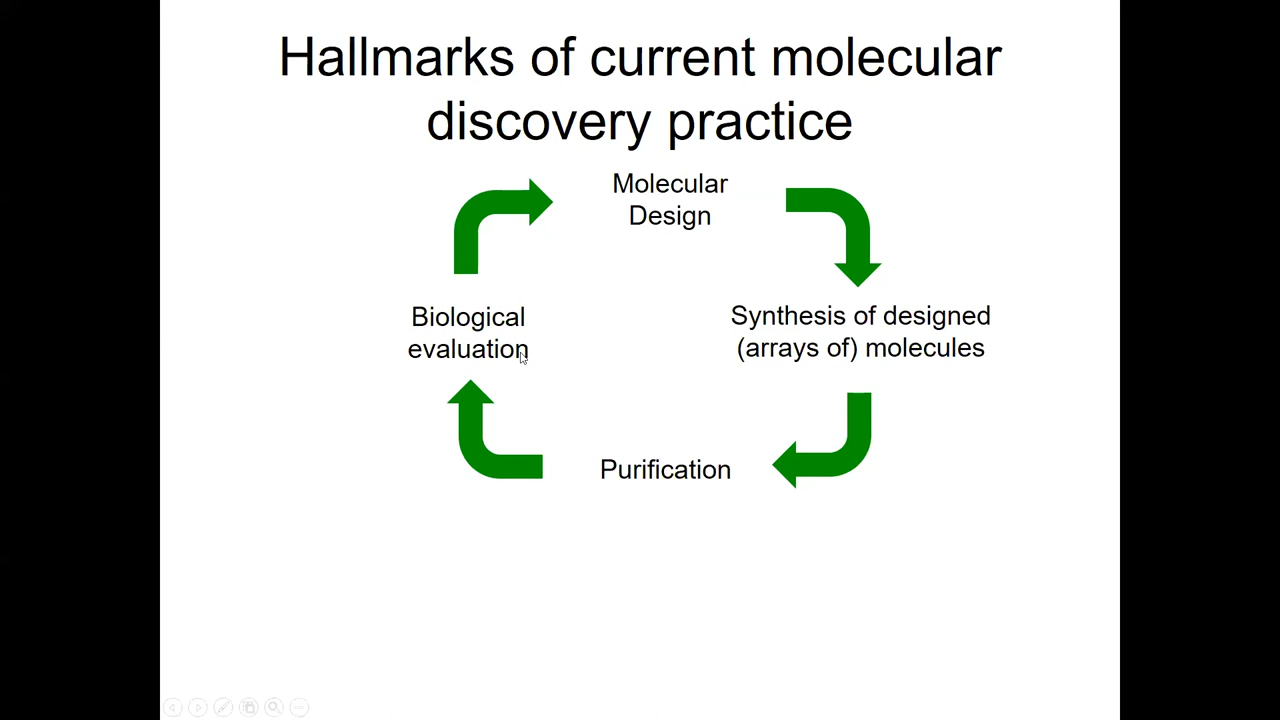 Hallmarks of current molecular
discovery practice
Molecular
Design
Biological
evaluation
Synthesis of designed
(arrays of) molecules
Purification